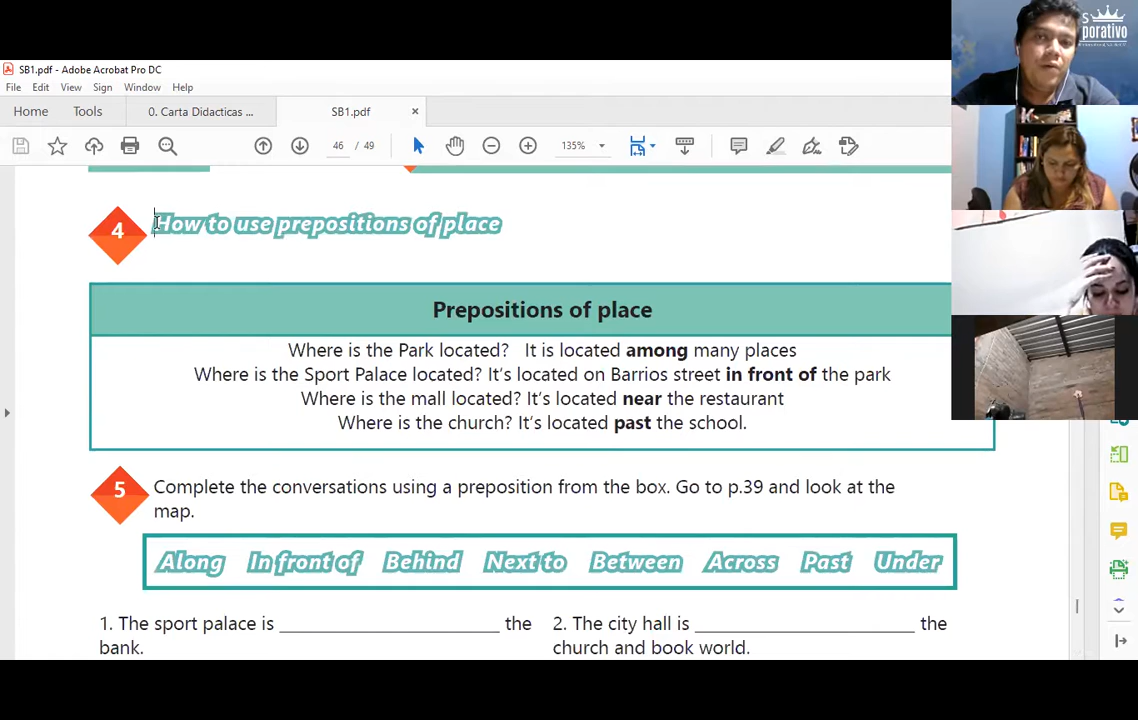 SB1.pdf - Adobe Acrobat Pro DC
File Edit View Sign Window Help
Home Tools 0. Carta Didacticas ... SB1.pdf ×
46 / 49 135%
4 How to use prepositions of place
Prepositions of place
Where is the Park located? It is located among many places
Where is the Sport Palace located? It's located on Barrios street in front of the park
Where is the mall located? It's located near the restaurant
Where is the church? It's located past the school.
5 Complete the conversations using a preposition from the box. Go to p.39 and look at the
map.
Along In front of Behind Next to Between Across Past Under
1. The sport palace is ______________________ the
bank.
2. The city hall is ______________________ the
church and book world.
S
porativo